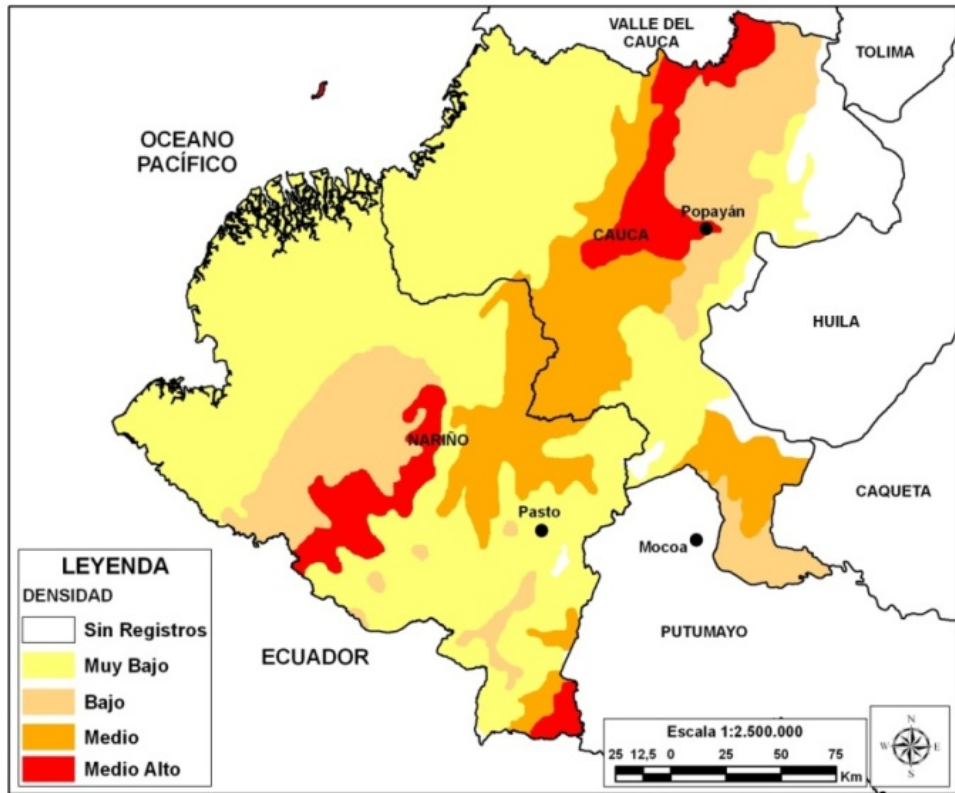 VALLE DEL
CAUCA
TOLIMA
OCEANO
PACÍFICO
Popayán
CAUCA
HUILA
NARIÑO
CAQUETA
Pasto
Mocoa
LEYENDA
DENSIDAD
Sin Registros
Muy Bajo
Bajo
Medio
Medio Alto
ECUADOR
PUTUMAYO
Escala 1:2.500.000
25 12,5 0 25 50 75
Km
N
W E
S